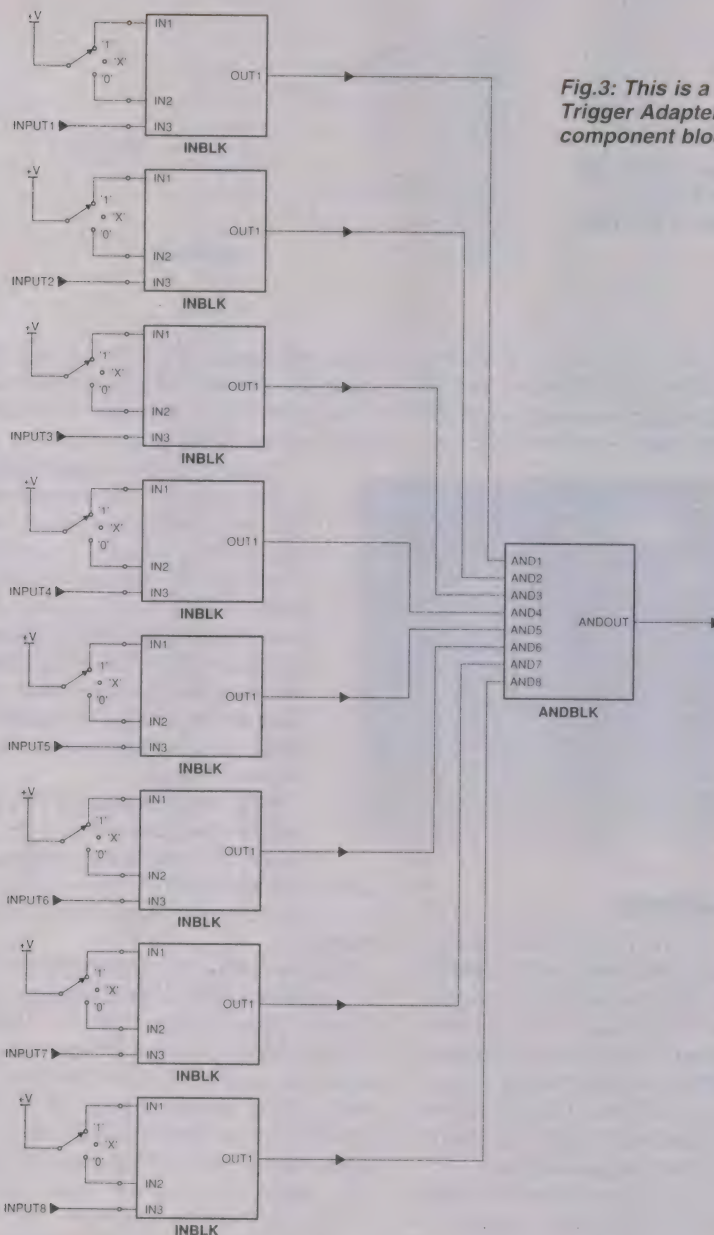 +V
IN1
'1'
'X'
'0'
OUT1
IN2
INPUT1
IN3
INBLK
Fig.3: This is a
Trigger Adapter
component blo
+V
IN1
'1'
'X'
'0'
OUT1
IN2
INPUT2
IN3
INBLK
+V
IN1
'1'
'X'
'0'
OUT1
IN2
INPUT3
IN3
INBLK
+V
IN1
'1'
'X'
'0'
OUT1
IN2
INPUT4
IN3
INBLK
+V
IN1
'1'
'X'
'0'
OUT1
IN2
INPUT5
IN3
INBLK
+V
IN1
'1'
'X'
'0'
OUT1
IN2
INPUT6
IN3
INBLK
+V
IN1
'1'
'X'
'0'
OUT1
IN2
INPUT7
IN3
INBLK
+V
IN1
'1'
'X'
'0'
OUT1
IN2
INPUT8
IN3
INBLK
AND1
AND2
AND3
AND4
AND5
AND6
AND7
AND8
ANDOUT
ANDBLK